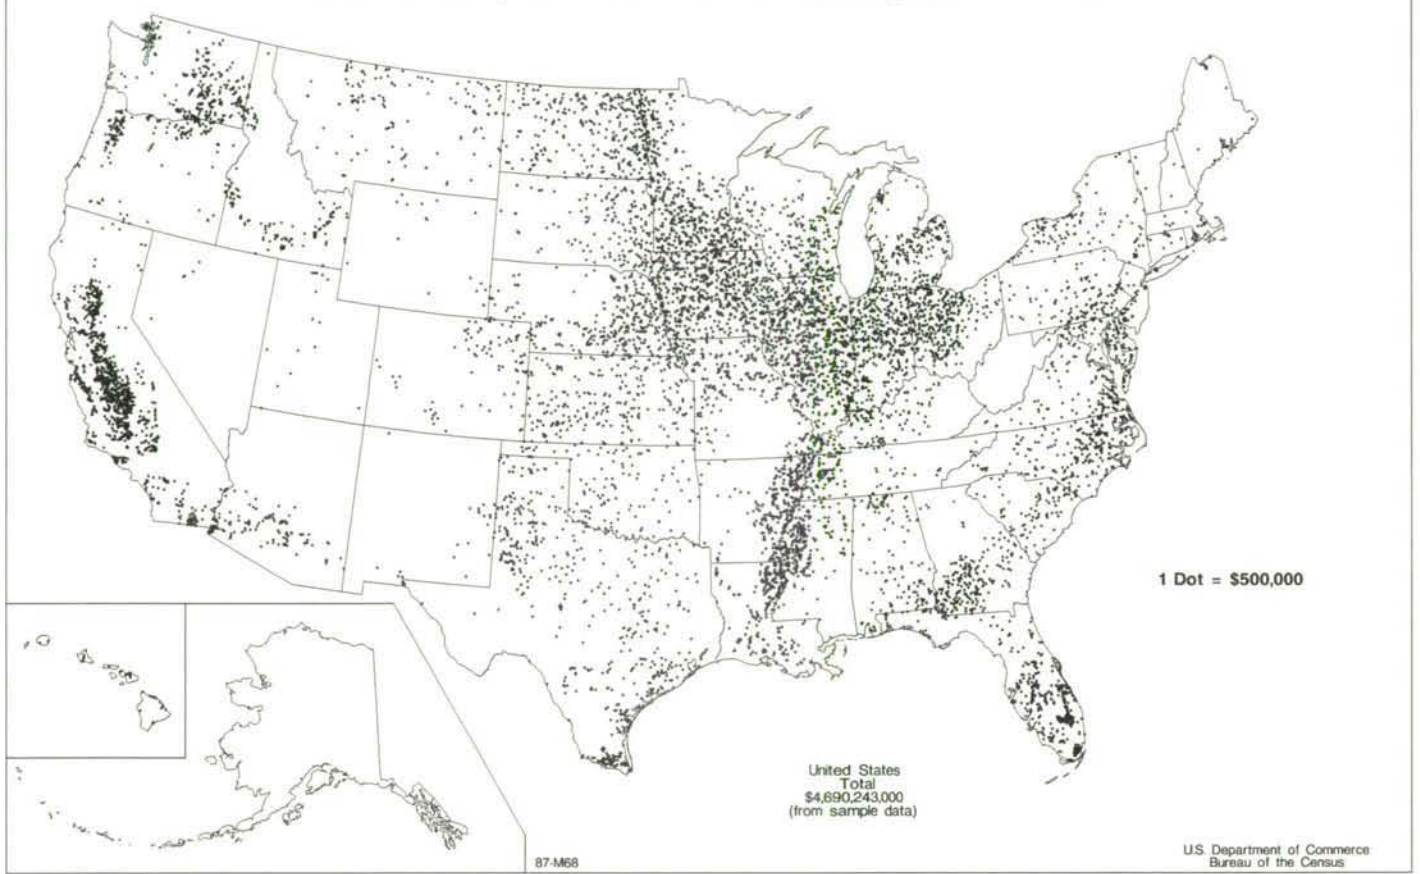 1 Dot = $500,000
United States
Total
$4,690,243,000
(from sample data)
87-M68
U.S. Department of Commerce
Bureau of the Census